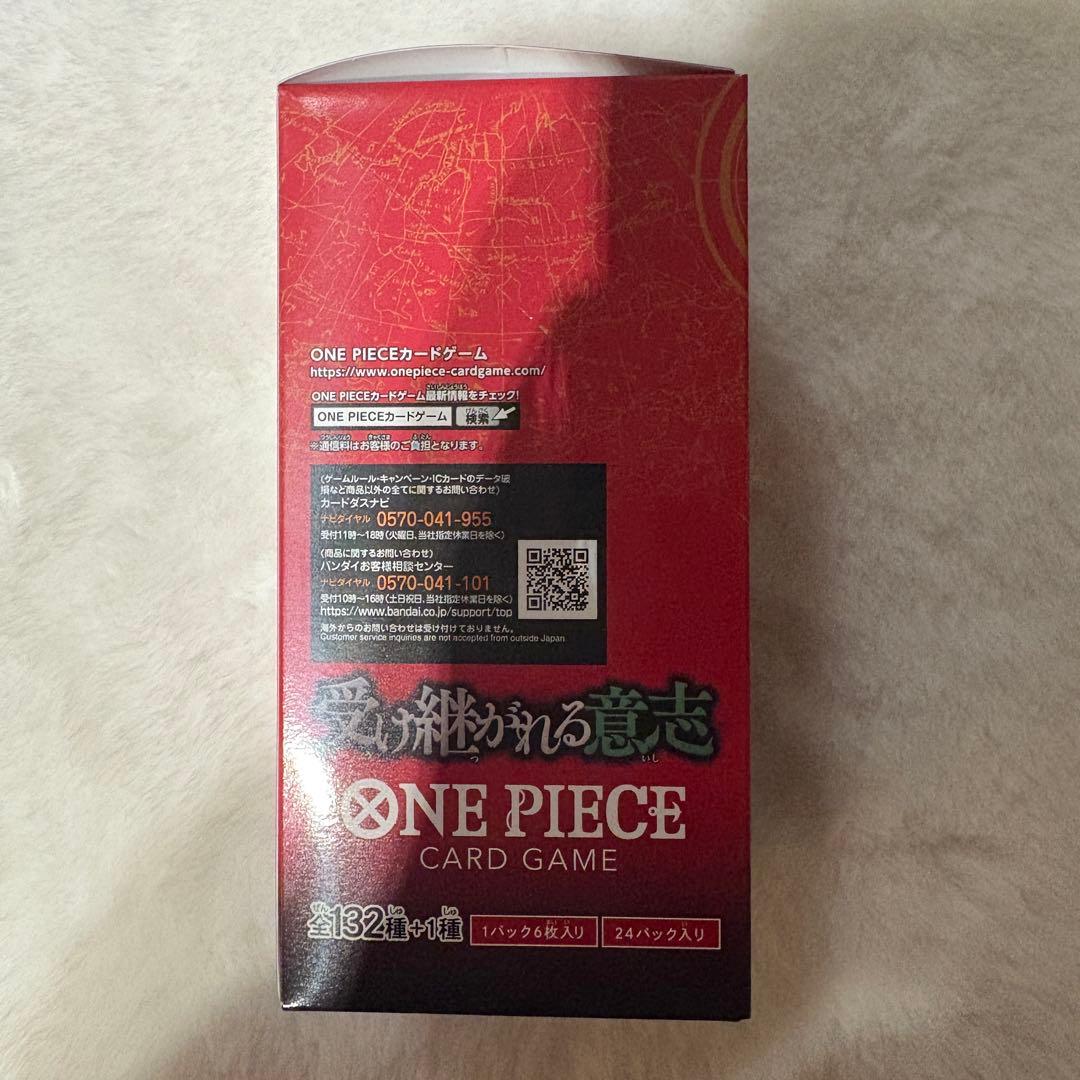 ONE PIECEカードゲーム
https://www.onepiece-cardgame.com/
ONE PIECEカードゲーム最新情報をチェック!
ONE PIECEカードゲーム 検索
※通信料はお客様のご負担となります。
(ゲームルール・キャンペーン・ICカードのデータ破
損など商品以外の全てに関するお問い合わせ)
カードダスナビ
ナビダイヤル 0570-041-955
受付11時〜18時(火曜日、当社指定休業日を除く)
(商品に関するお問い合わせ)
バンダイお客様相談センター
ナビダイヤル 0570-041-101
受付10時〜16時(土日祝日、当社指定休業日を除く)
https://www.bandai.co.jp/support/top
海外からのお問い合わせは受け付けておりません。
Customer service inquiries are not accepted from outside Japan
受け継がれる意志
ONE PIECE
CARD GAME
全132種+1種 1パック6枚入り 24パック入り